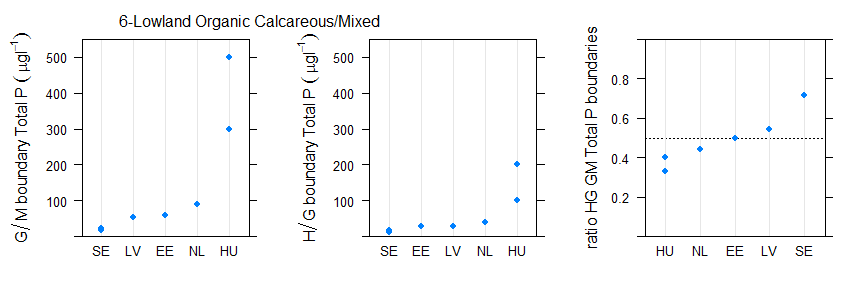 6-Lowland Organic Calcareous/Mixed
G/M boundary Total P ( μgl⁻¹)
500
400
300
200
100
SE LV EE NL HU
H/G boundary Total P ( μgl⁻¹)
500
400
300
200
100
SE EE LV NL HU
ratio HG GM Total P boundaries
0.8
0.6
0.4
0.2
HU NL EE LV SE